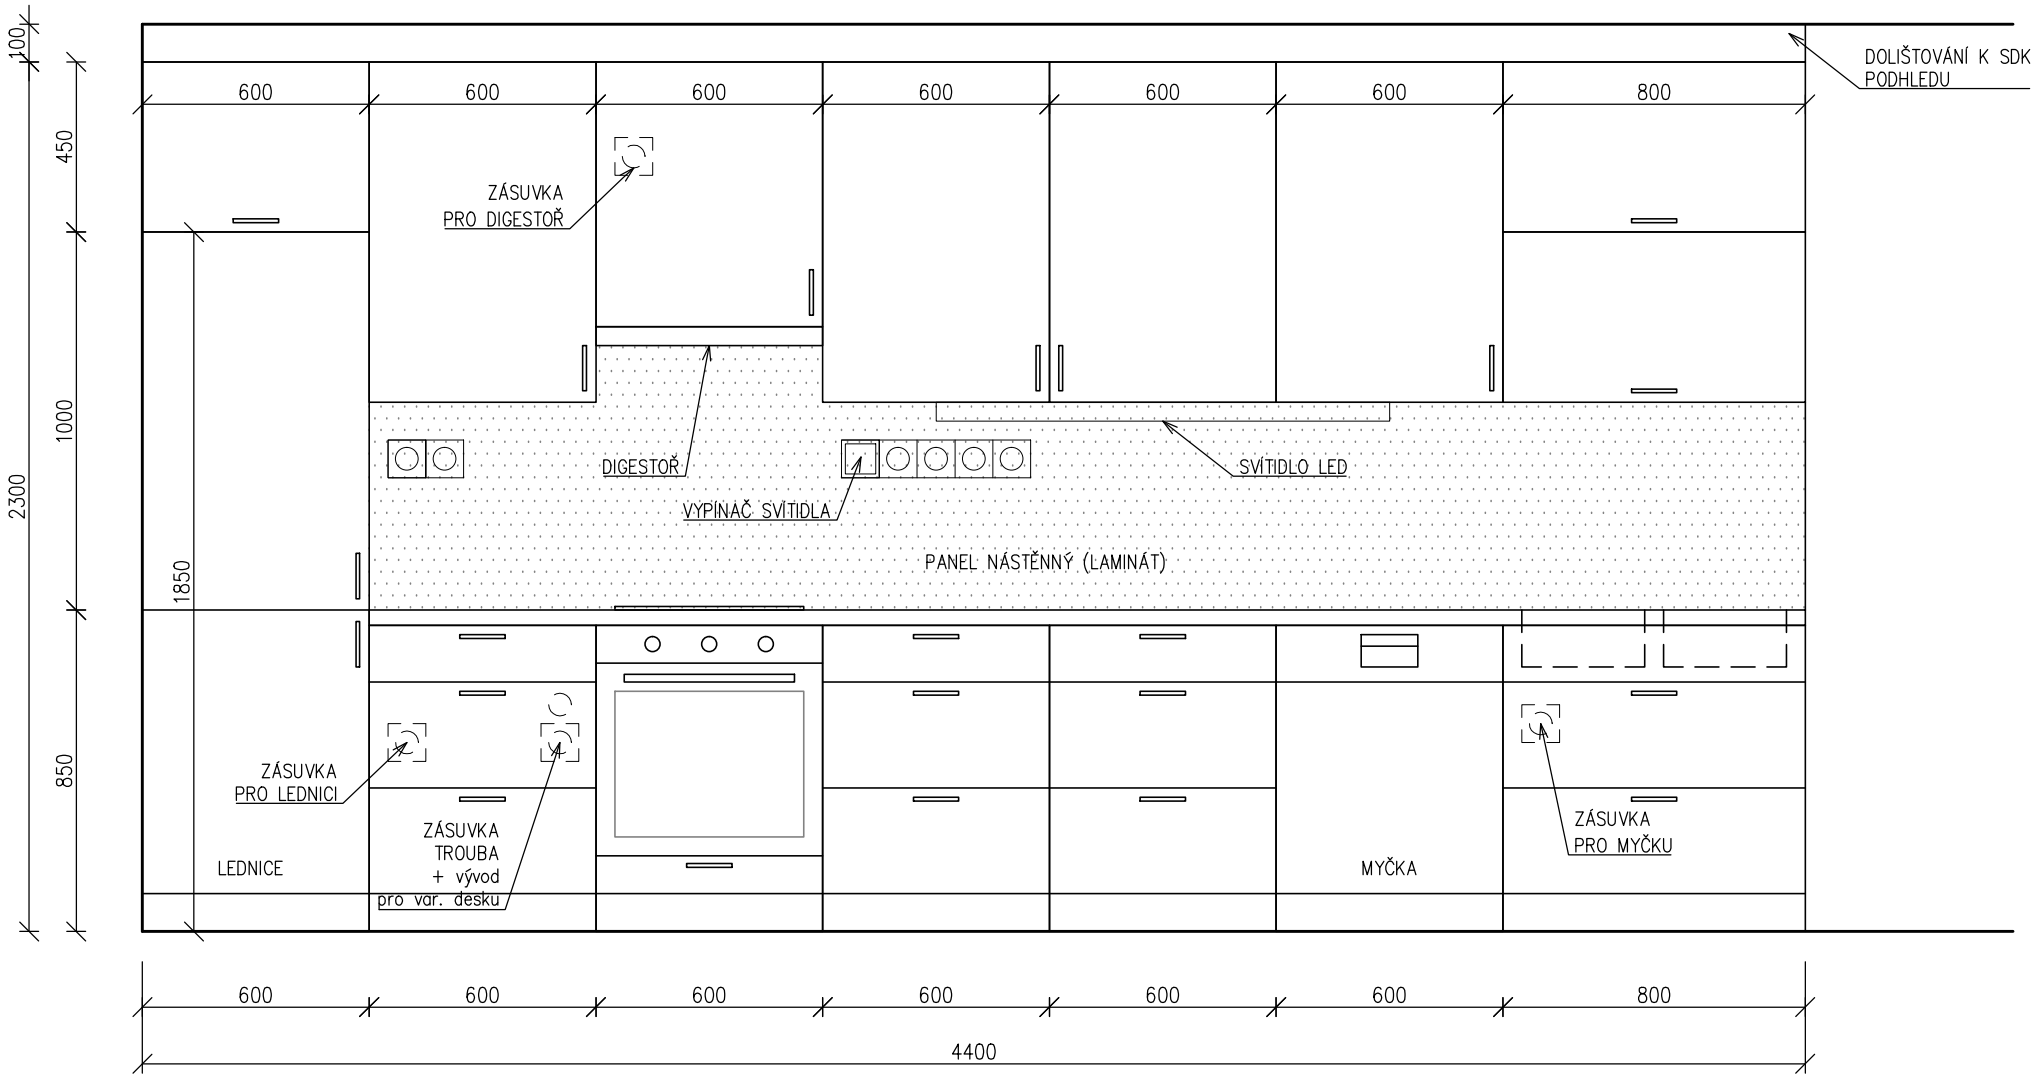 100
DOLIŠTOVÁNÍ K SDK
PODHLEDU
600
600
600
600
600
600
800
450
ZÁSUVKA
PRO DIGESTOŘ
1000
2300
1850
850
DIGESTOŘ
SVÍTIDLO LED
VYPÍNAČ SVÍTIDLA
PANEL NÁSTĚNNÝ (LAMINÁT)
ZÁSUVKA
PRO LEDNICI
ZÁSUVKA
TROUBA
+ vývod
pro var. desku
ZÁSUVKA
PRO MYČKU
LEDNICE
MYČKA
600
600
600
600
600
600
800
4400